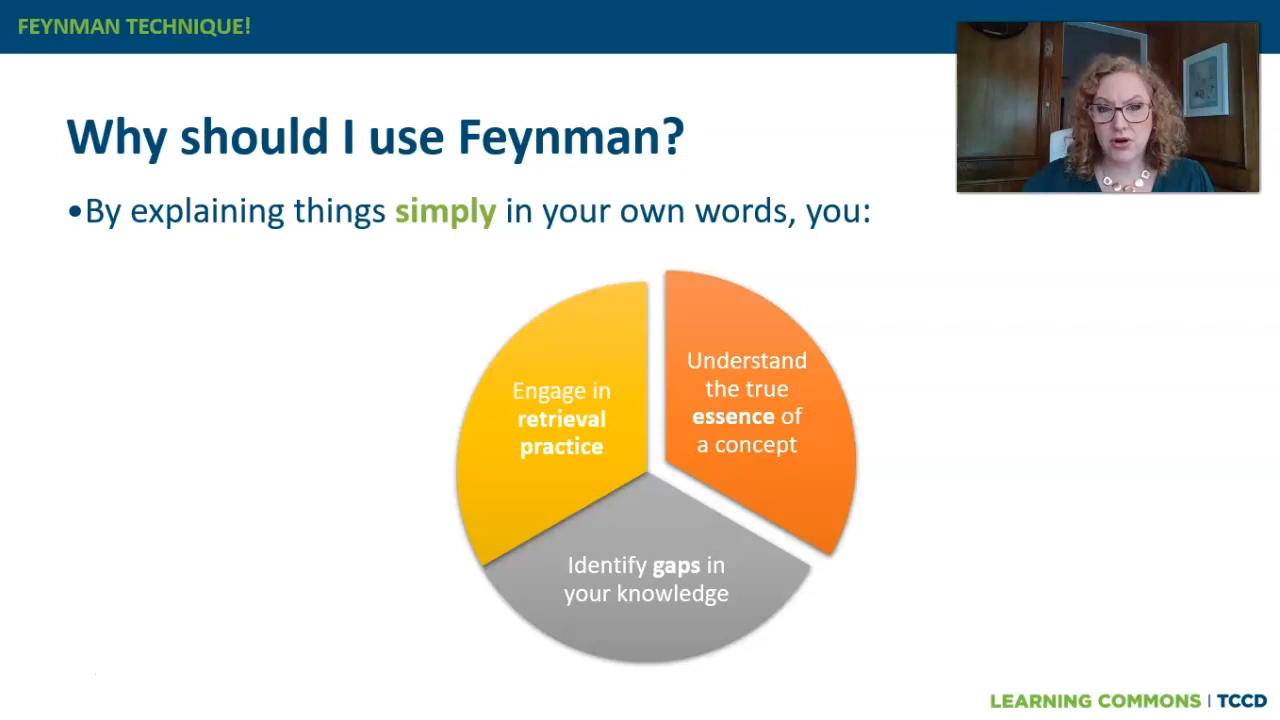 FEYNMAN TECHNIQUE!
Why should I use Feynman?
•By explaining things simply in your own words, you:
Engage in
retrieval
practice
Understand
the true
essence of
a concept
Identify gaps in
your knowledge
LEARNING COMMONS | TCCD